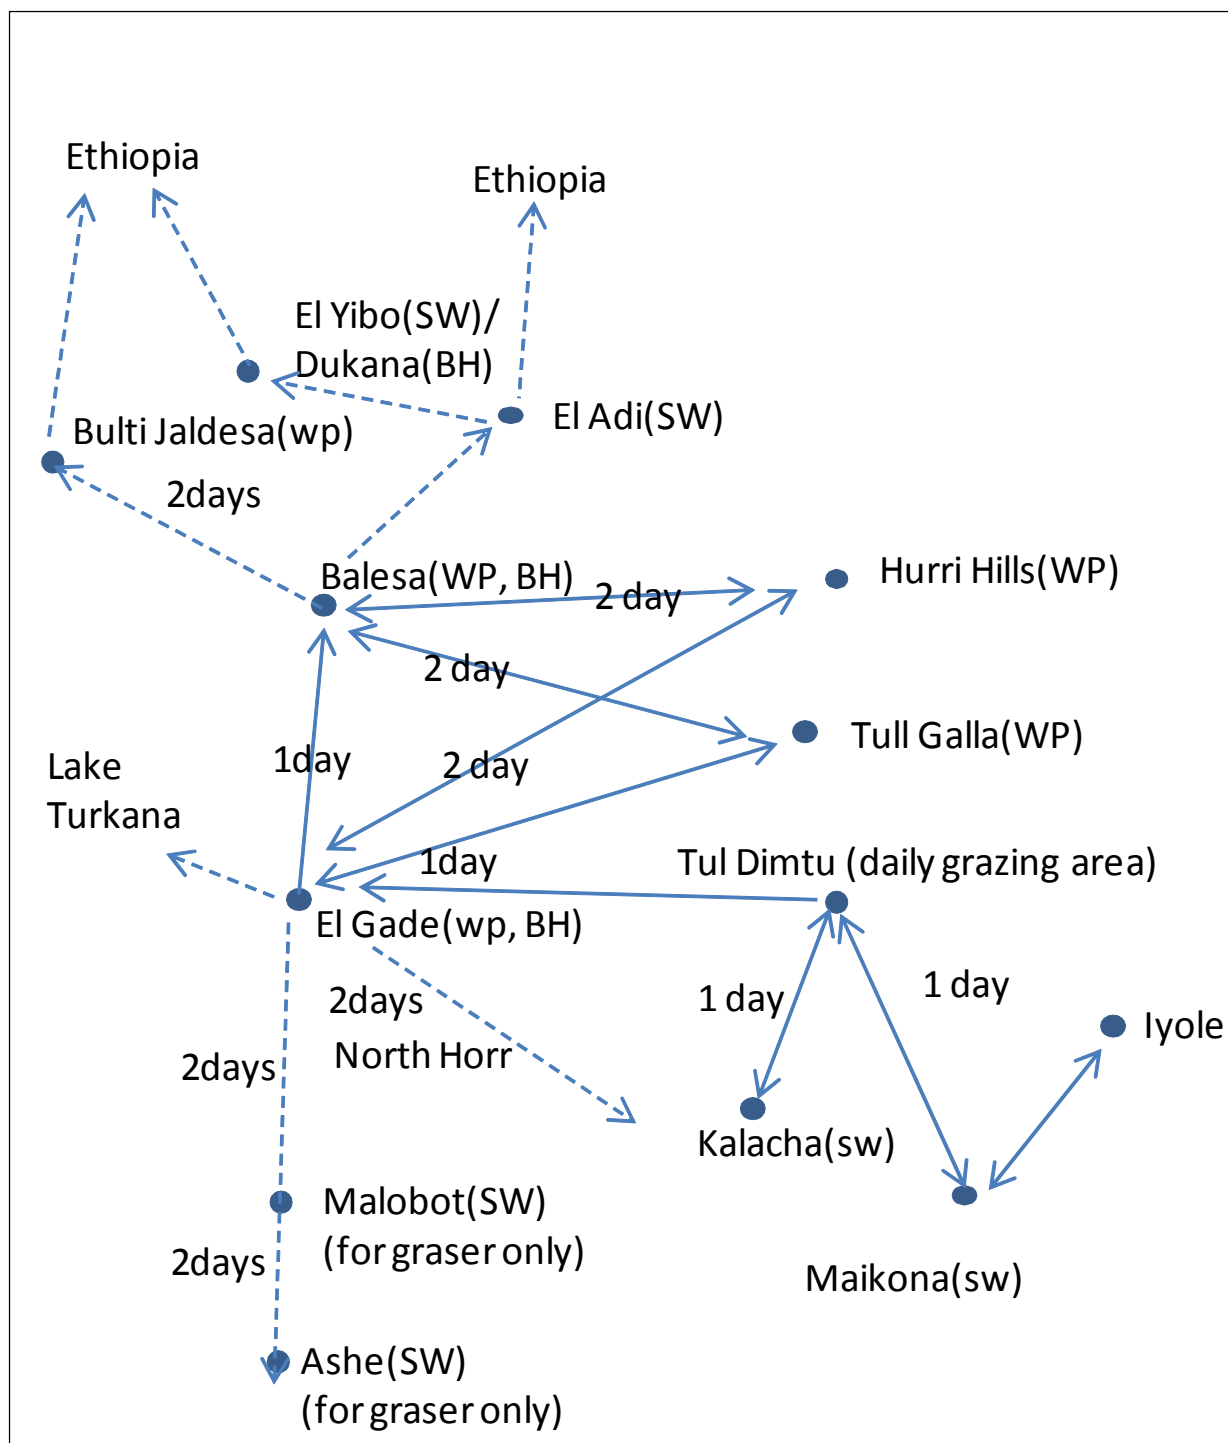 Ethiopia
Ethiopia
El Yibo(SW)/
Dukana(BH)
El Adi(SW)
Bulti Jaldesa(wp)
2days
Balesa(WP, BH)
2 day
Hurri Hills(WP)
2 day
Tull Galla(WP)
1day
2 day
Lake
Turkana
1day
Tul Dimtu (daily grazing area)
El Gade(wp, BH)
2days
1 day
1 day
Iyole
North Horr
2days
Kalacha(sw)
Malobot(SW)
(for graser only)
2days
Maikona(sw)
Ashe(SW)
(for graser only)